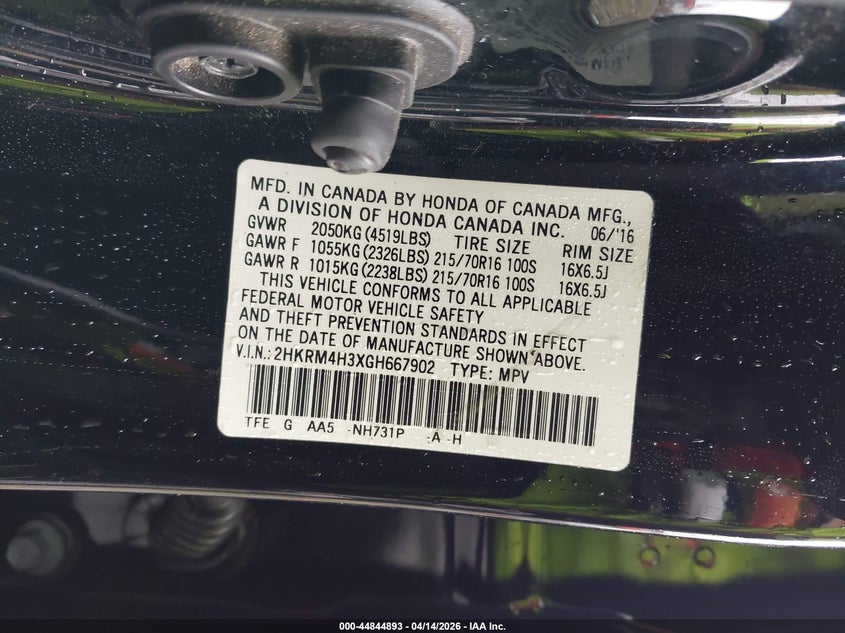 MFD. IN CANADA BY HONDA OF CANADA MFG.,
A DIVISION OF HONDA CANADA INC. 06/'16
GVWR 2050KG (4519LBS) TIRE SIZE RIM SIZE
GAWR F 1055KG (2326LBS) 215/70R16 100S 16X6.5J
GAWR R 1015KG (2238LBS) 215/70R16 100S 16X6.5J
THIS VEHICLE CONFORMS TO ALL APPLICABLE
FEDERAL MOTOR VEHICLE SAFETY
AND THEFT PREVENTION STANDARDS IN EFFECT
ON THE DATE OF MANUFACTURE SHOWN ABOVE.
V.I.N.: 2HKRM4H3XGH667902 TYPE: MPV
TFE G AA5 -NH731P -A -H
000-44844893 - 04/14/2026 - IAA Inc.